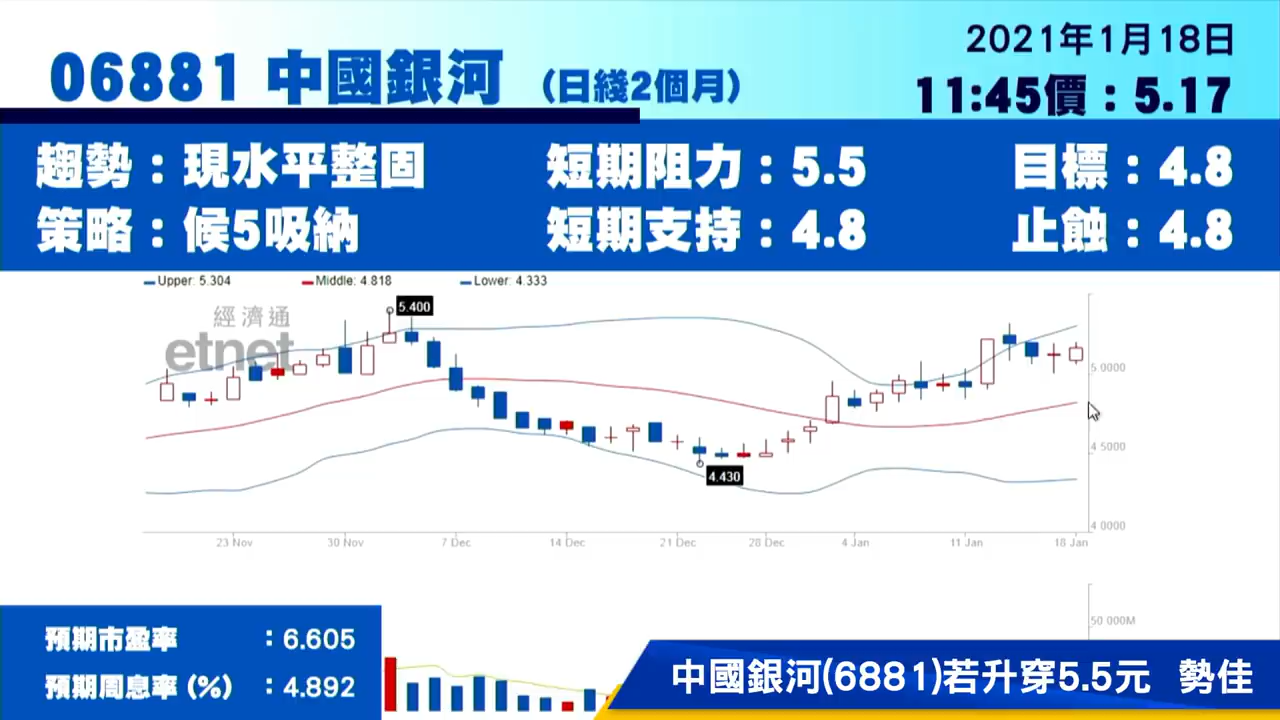 06881 中國銀河 (日綫2個月)
2021年1月18日
11:45價：5.17
趨勢：現水平整固
短期阻力：5.5
目標：4.8
策略：候5吸納
短期支持：4.8
止蝕：4.8
Upper: 5.304 Middle: 4.818 Lower: 4.333
經濟通
etnet
5.400
4.430
5.0000
4.5000
4.0000
23 Nov 30 Nov 7 Dec 14 Dec 21 Dec 28 Dec 4 Jan 11 Jan 18 Jan
50 000M
預期市盈率 ：6.605
預期周息率 (%) ：4.892
中國銀河(6881)若升穿5.5元 勢佳